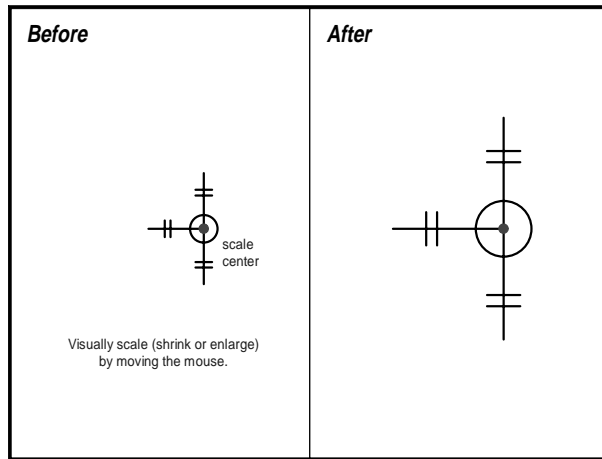 Before
After
scale
center
Visually scale (shrink or enlarge)
by moving the mouse.